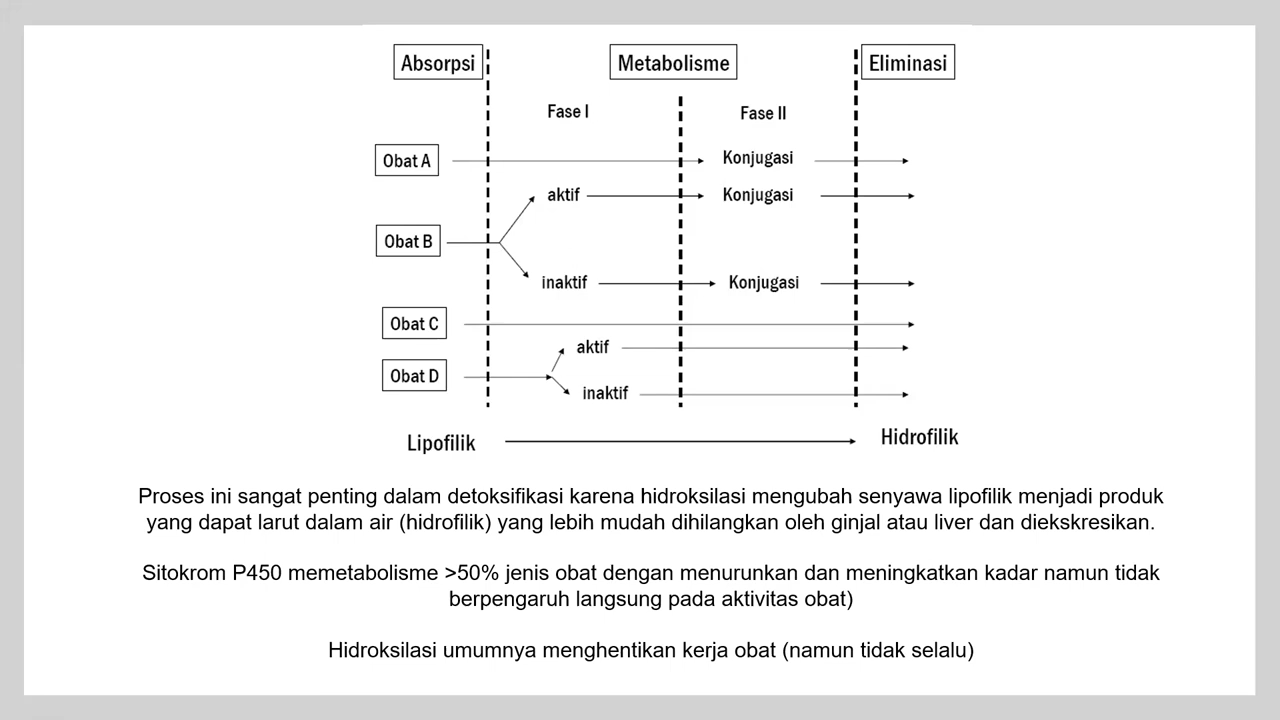 Absorpsi
Metabolisme
Eliminasi
Fase I
Fase II
Obat A
Konjugasi
aktif
Konjugasi
Obat B
inaktif
Konjugasi
Obat C
aktif
Obat D
inaktif
Lipofilik
Hidrofilik
Proses ini sangat penting dalam detoksifikasi karena hidroksilasi mengubah senyawa lipofilik menjadi produk
yang dapat larut dalam air (hidrofilik) yang lebih mudah dihilangkan oleh ginjal atau liver dan diekskresikan.
Sitokrom P450 memetabolisme >50% jenis obat dengan menurunkan dan meningkatkan kadar namun tidak
berpengaruh langsung pada aktivitas obat)
Hidroksilasi umumnya menghentikan kerja obat (namun tidak selalu)